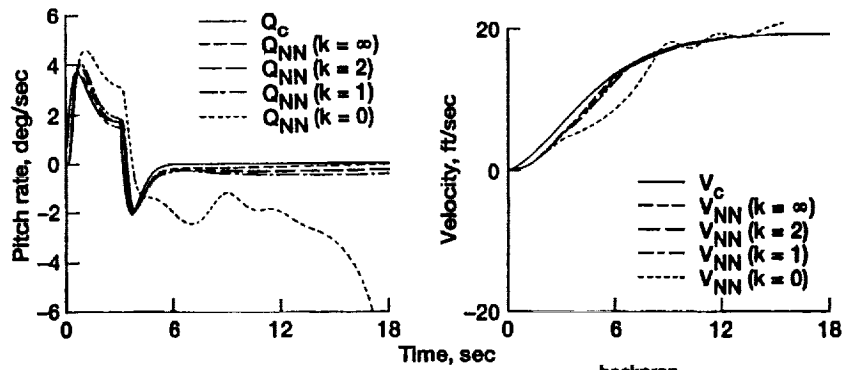 6
4
2
0
−2
−4
−6
Pitch rate, deg/sec
Q_c
Q_NN (k = ∞)
Q_NN (k = 2)
Q_NN (k = 1)
Q_NN (k = 0)
0 6 12 18
20
0
−20
Velocity, ft/sec
V_c
V_NN (k = ∞)
V_NN (k = 2)
V_NN (k = 1)
V_NN (k = 0)
0 6 12 18
Time, sec